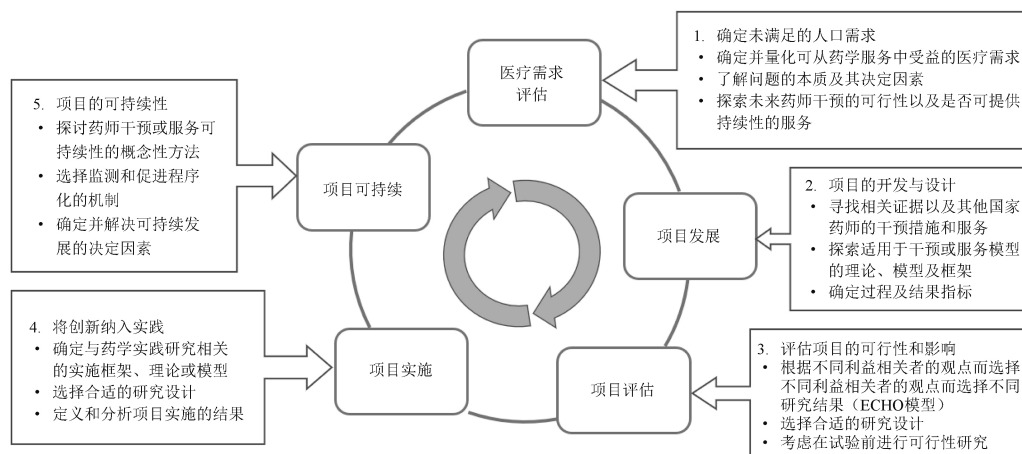 医疗需求
评估
1. 确定未满足的人口需求
• 确定并量化可从药学服务中受益的医疗需求
• 了解问题的本质及其决定因素
• 探索未来药师干预的可行性以及是否可提供
持续性的服务
项目发展
2. 项目的开发与设计
• 寻找相关证据以及其他国家
药师的干预措施和服务
• 探索适用于干预或服务模型
的理论、模型及框架
• 确定过程及结果指标
项目评估
3. 评估项目的可行性和影响
• 根据不同利益相关者的观点而选择
不同利益相关者的观点而选择不同
研究结果（ECHO模型）
• 选择合适的研究设计
• 考虑在试验前进行可行性研究
项目实施
4. 将创新纳入实践
• 确定与药学实践研究相关
的实施框架、理论或模型
• 选择合适的研究设计
• 定义和分析项目实施的结果
项目可持续
5. 项目的可持续性
• 探讨药师干预或服务可
持续性的概念性方法
• 选择监测和促进程序
化的机制
• 确定并解决可持续发
展的决定因素